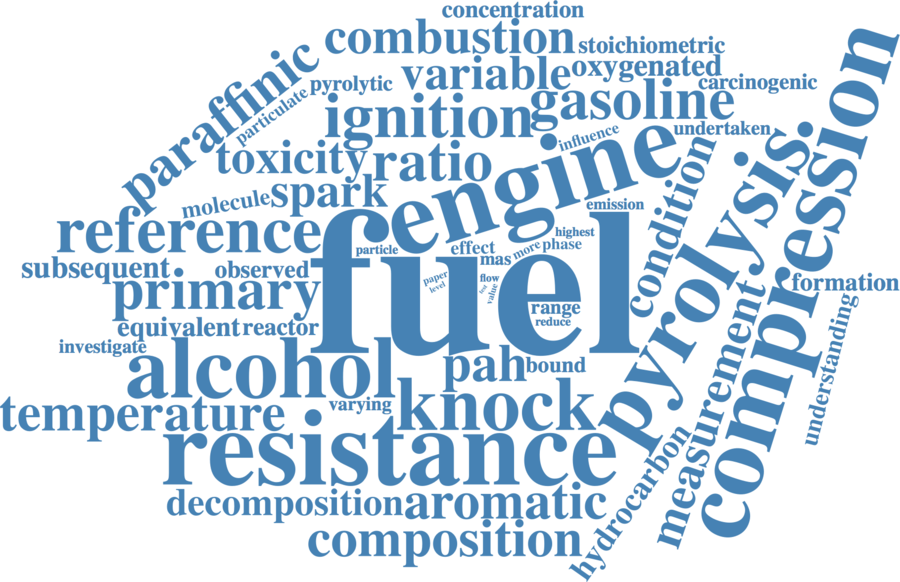 concentration
combustion
stoichiometric
variable
oxygenated
paraffinic
pyrolytic
carcinogenic
particulate
ignition
gasoline
influence
undertaken
toxicity
ratio
engine
condition
pyrolysis
compression
molecule
spark
emission
reference
particle
effect
mas
more
phase
highest
fuel
subsequent
observed
paper
level
flow
for
value
primary
range
reduce
formation
equivalent
reactor
understanding
investigate
alcohol
pah
bound
measurement
temperature
varying
knock
resistance
hydrocarbon
decomposition
aromatic
composition